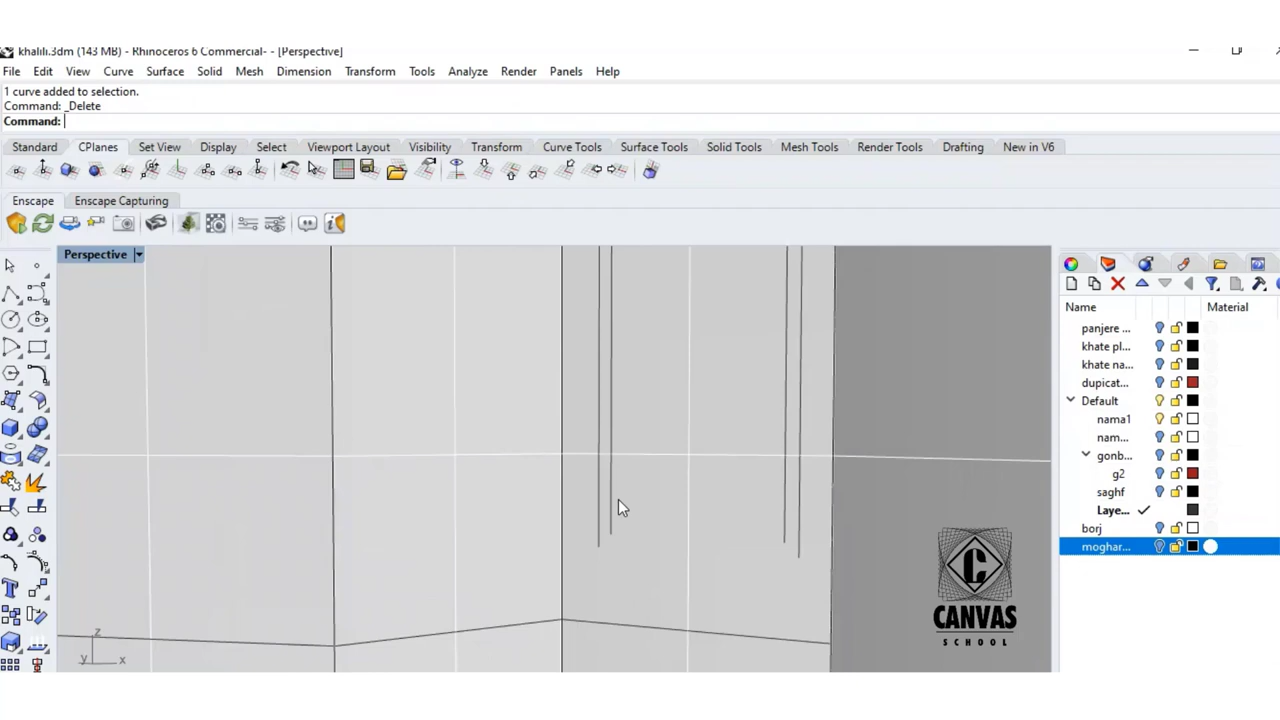 khalili.3dm (143 MB) - Rhinoceros 6 Commercial- - [Perspective]
File Edit View Curve Surface Solid Mesh Dimension Transform Tools Analyze Render Panels Help
1 curve added to selection.
Command: _Delete
Command:
Standard CPlanes Set View Display Select Viewport Layout Visibility Transform Curve Tools Surface Tools Solid Tools Mesh Tools Render Tools Drafting New in V6
Enscape Enscape Capturing
Perspective
Name Material
panjere ...
khate pl...
khate na...
dupicat...
Default
nama1
nam...
gonb...
g2
saghf
Laye...
borj
moghar...
z
y x
C
CANVAS
SCHOOL